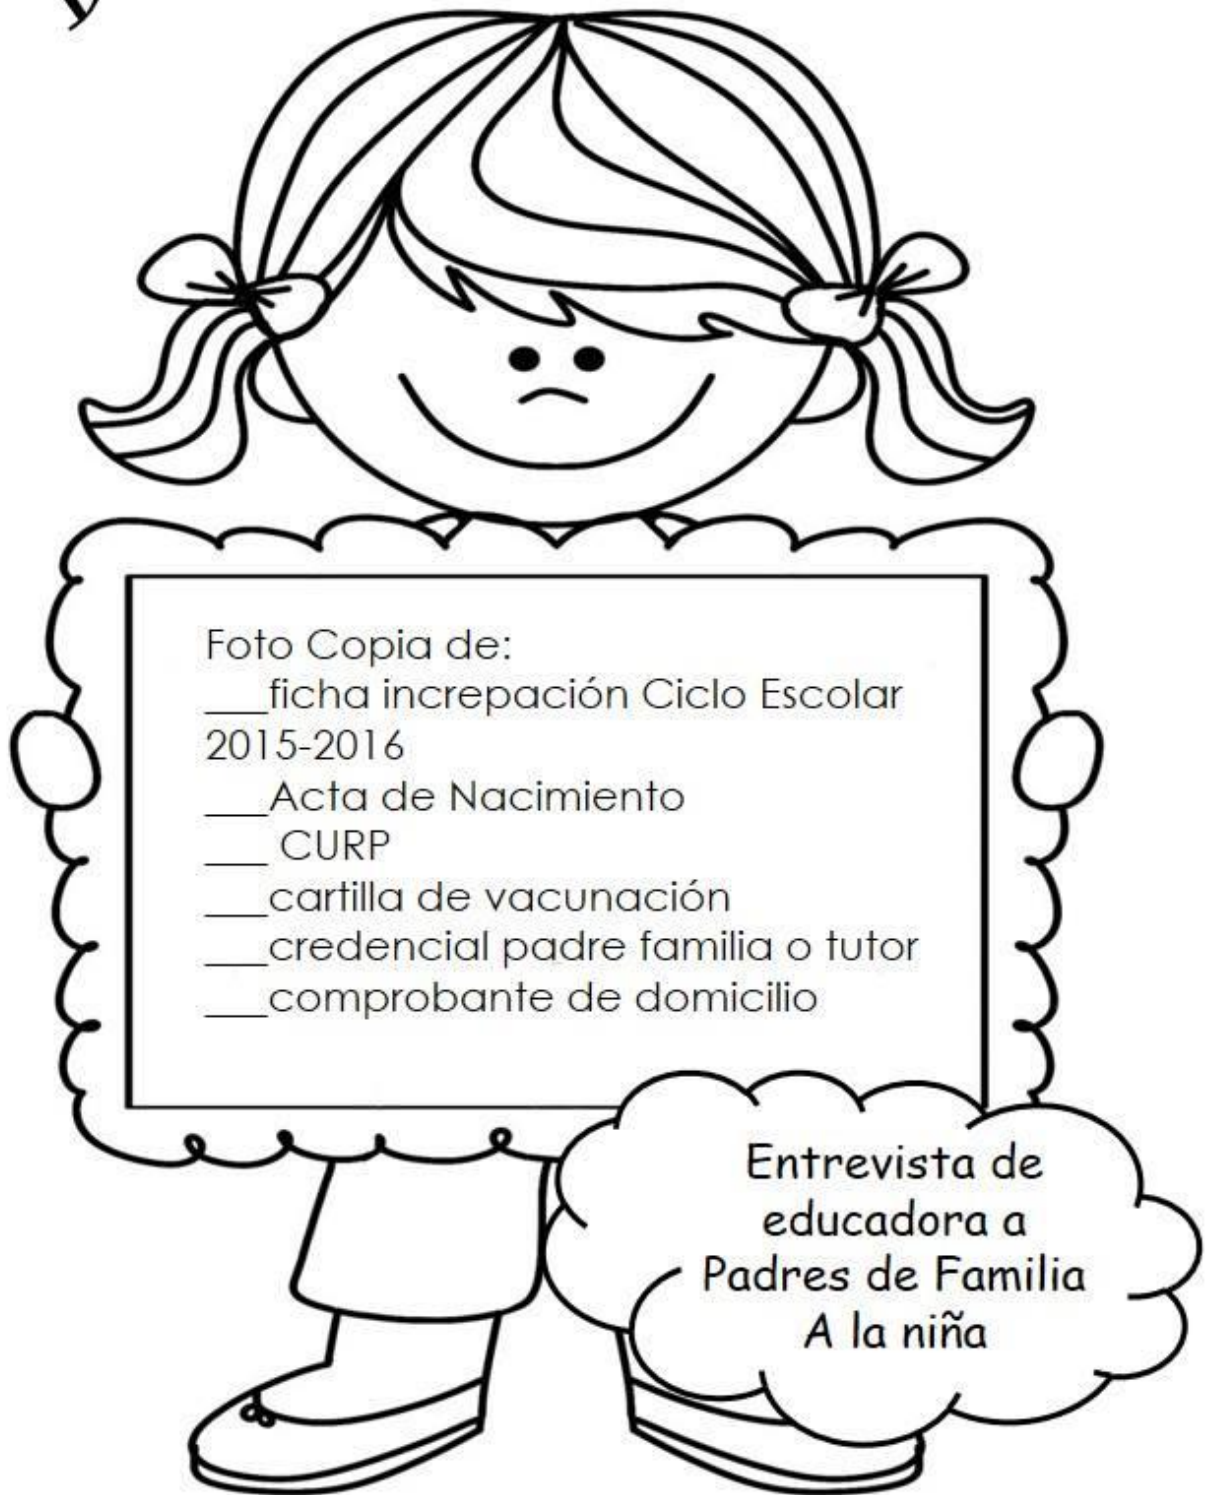 Foto Copia de:
___ficha increpación Ciclo Escolar
2015-2016
___Acta de Nacimiento
___ CURP
___cartilla de vacunación
___credencial padre familia o tutor
___comprobante de domicilio
Entrevista de
educadora a
Padres de Familia
A la niña